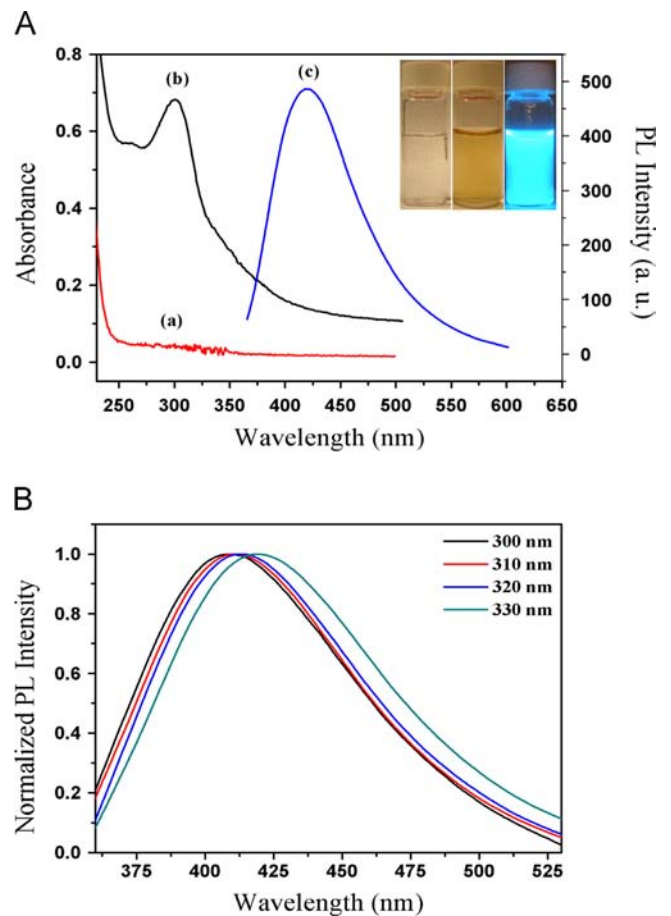 A
(b)
(c)
(a)
0.8
0.6
0.4
0.2
0.0
Absorbance
500
400
300
200
100
0
PL Intensity (a. u.)
250 300 350 400 450 500 550 600 650
Wavelength (nm)
B
300 nm
310 nm
320 nm
330 nm
1.0
0.8
0.6
0.4
0.2
0.0
Normalized PL Intensity
375 400 425 450 475 500 525
Wavelength (nm)